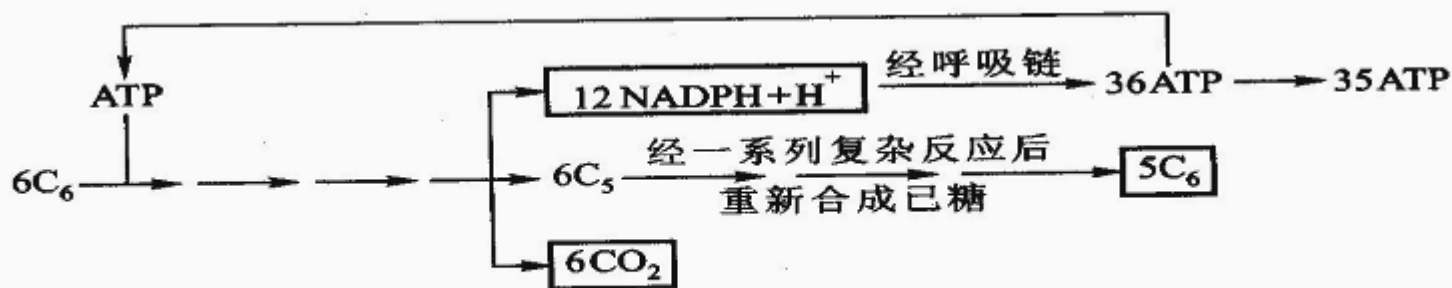 经呼吸链
ATP
12 NADPH+H⁺
36ATP
35ATP
经一系列复杂反应后
6C₆
6C₅
5C₆
重新合成已糖
6CO₂